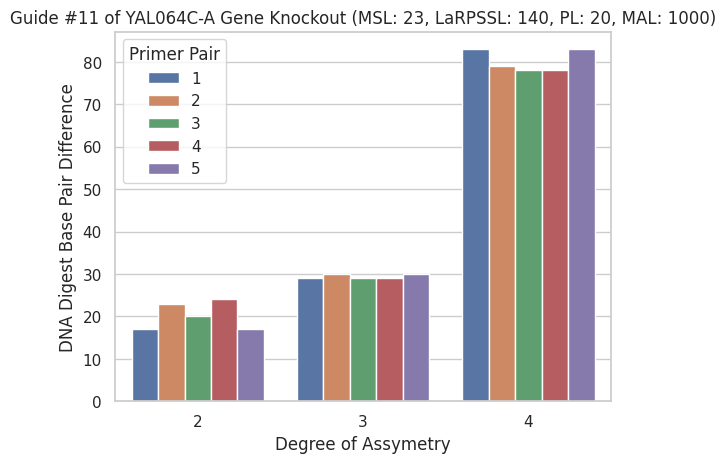 Guide #11 of YAL064C-A Gene Knockout (MSL: 23, LaRPSSL: 140, PL: 20, MAL: 1000)
Primer Pair
1
2
3
4
5
80
70
60
50
40
30
20
10
0
DNA Digest Base Pair Difference
2 3 4
Degree of Assymetry